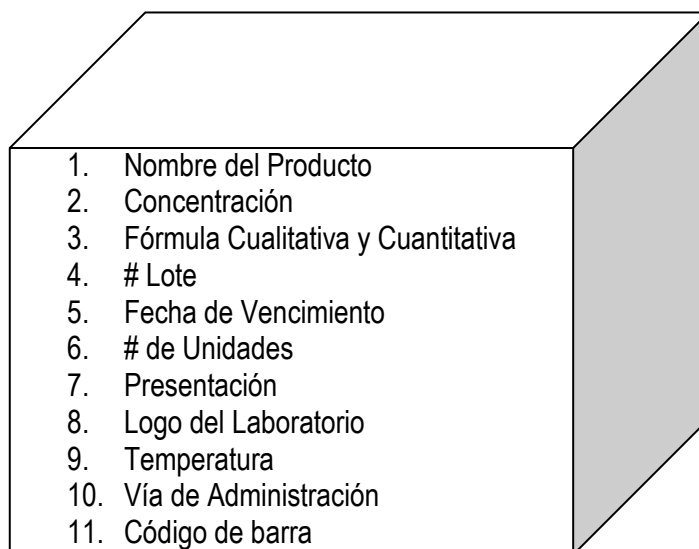 1. Nombre del Producto
2. Concentración
3. Fórmula Cualitativa y Cuantitativa
4. # Lote
5. Fecha de Vencimiento
6. # de Unidades
7. Presentación
8. Logo del Laboratorio
9. Temperatura
10. Vía de Administración
11. Código de barra